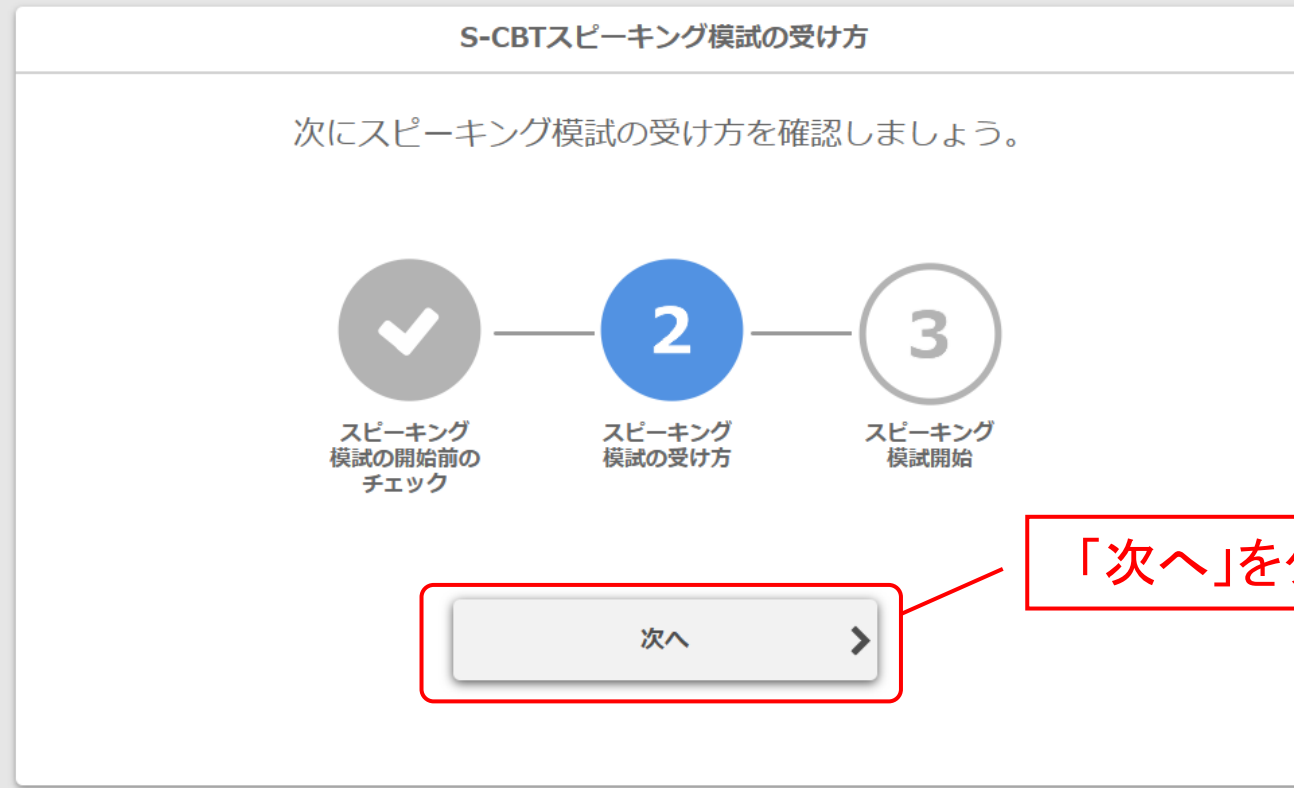 S-CBTスピーキング模試の受け方
次にスピーキング模試の受け方を確認しましょう。
2
3
スピーキング
模試の開始前の
チェック
スピーキング
模試の受け方
スピーキング
模試開始
「次へ」を
次へ